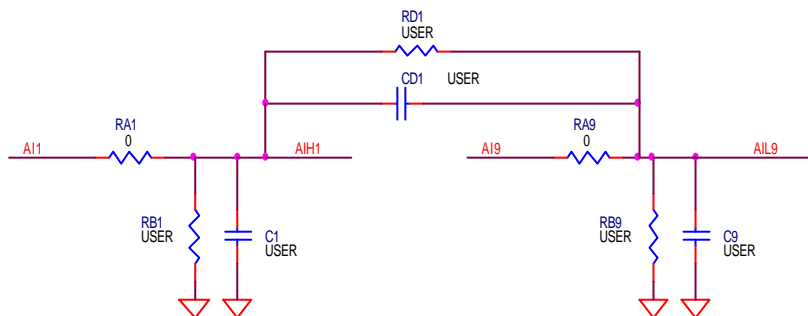 RD1
USER
CD1 USER
RA1
0
RA9
0
AI1
AIH1
AI9
AIL9
RB1
USER
C1
USER
RB9
USER
C9
USER